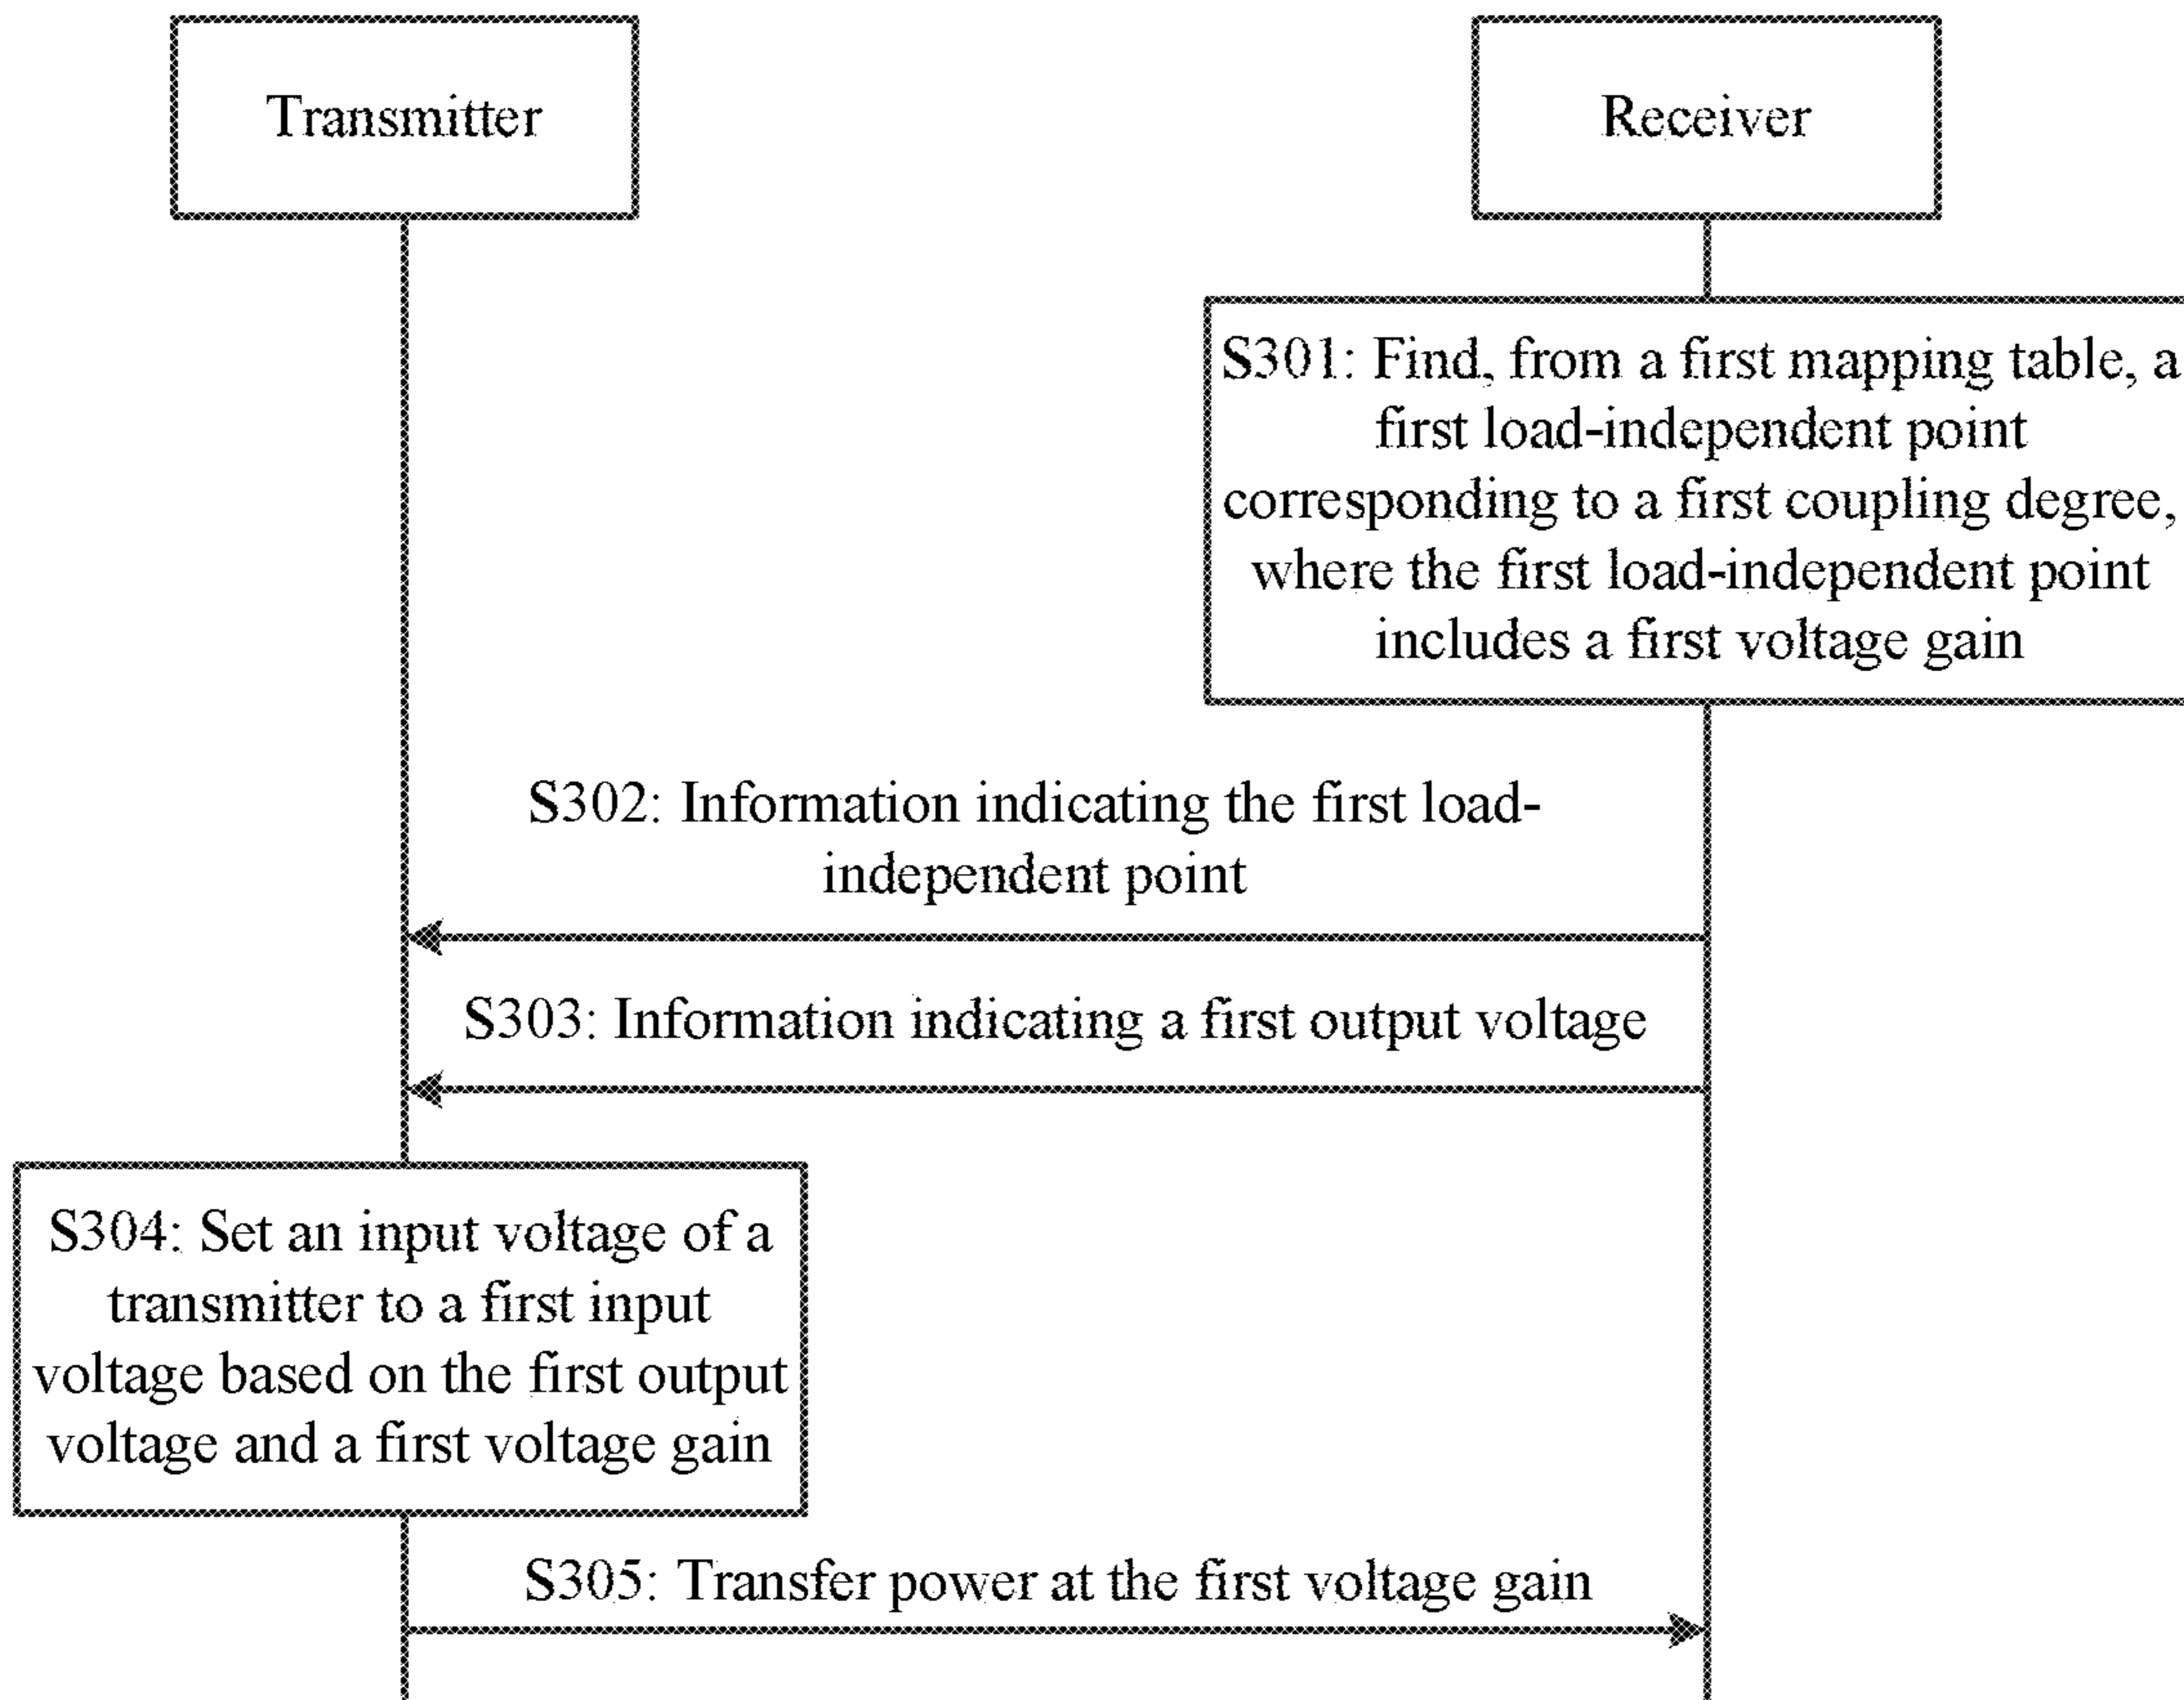 Transmitter
Receiver
S301: Find, from a first mapping table, a
first load-independent point
corresponding to a first coupling degree,
where the first load-independent point
includes a first voltage gain
S302: Information indicating the first load-
independent point
S303: Information indicating a first output voltage
S304: Set an input voltage of a
transmitter to a first input
voltage based on the first output
voltage and a first voltage gain
S305: Transfer power at the first voltage gain